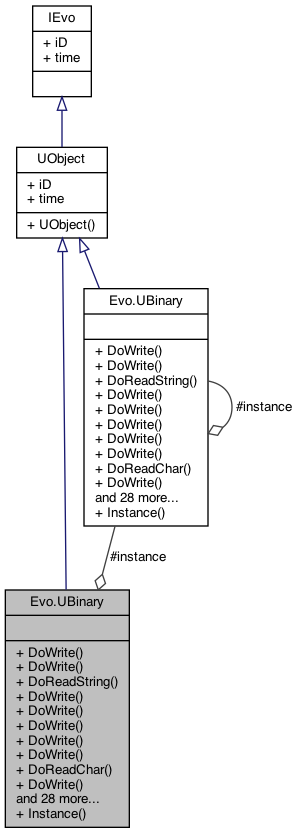 IEvo
+ iD
+ time
UObject
+ iD
+ time
+ UObject()
Evo.UBinary
+ DoWrite()
+ DoWrite()
+ DoReadString()
+ DoWrite()
+ DoWrite()
+ DoWrite()
+ DoWrite()
+ DoWrite()
+ DoReadChar()
+ DoWrite()
and 28 more...
+ Instance()
#instance
#instance
Evo.UBinary
+ DoWrite()
+ DoWrite()
+ DoReadString()
+ DoWrite()
+ DoWrite()
+ DoWrite()
+ DoWrite()
+ DoWrite()
+ DoReadChar()
+ DoWrite()
and 28 more...
+ Instance()